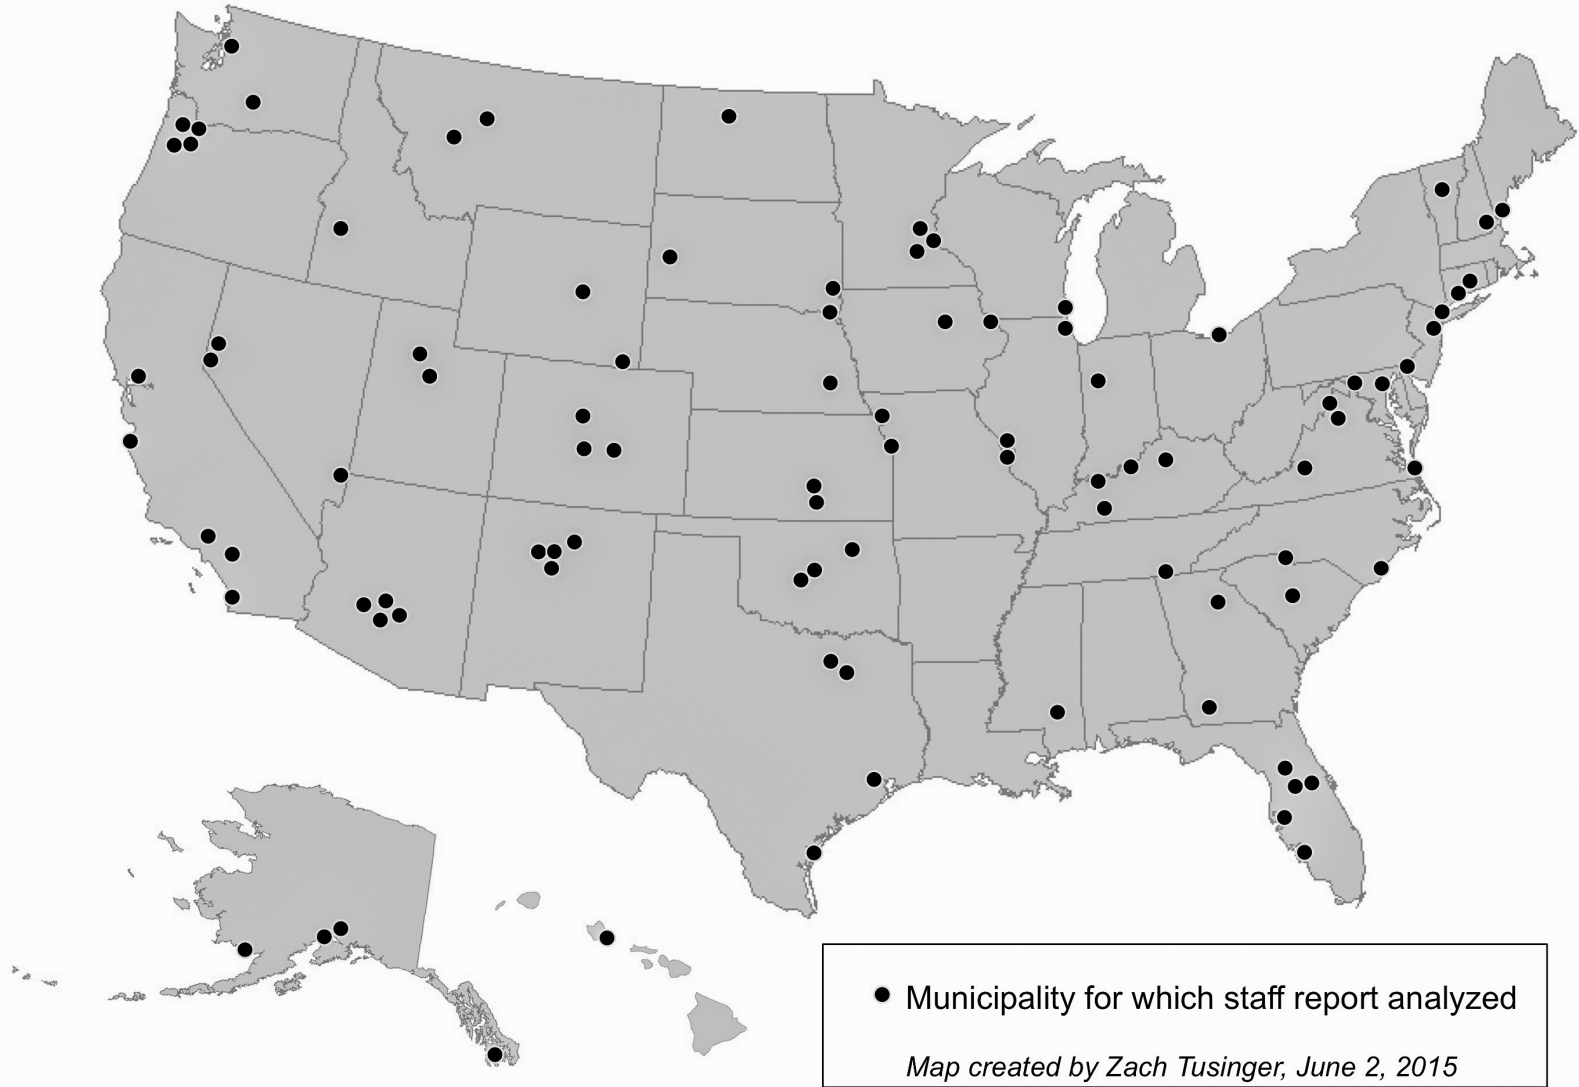 Municipality for which staff report analyzed
Map created by Zach Tusinger, June 2, 2015